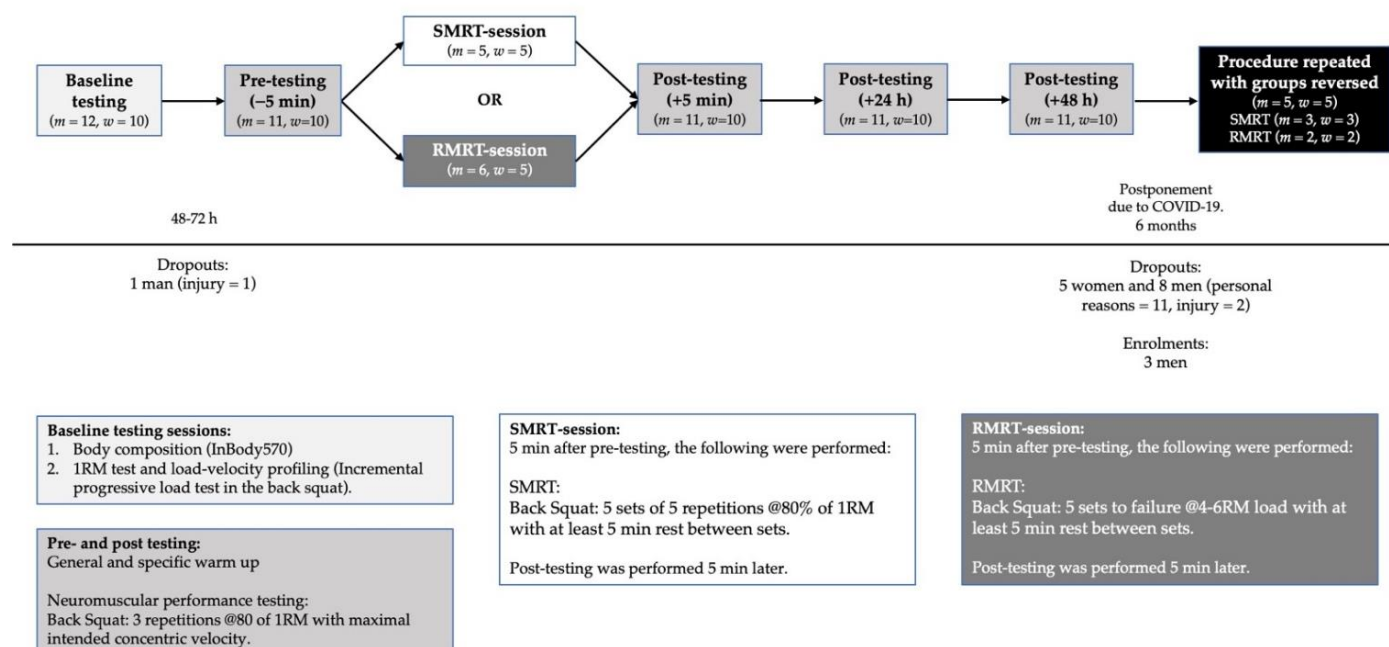 SMRT-session
(m = 5, w = 5)
Baseline
testing
(m = 12, w = 10)
Pre-testing
(−5 min)
(m = 11, w=10)
OR
RMRT-session
(m = 6, w = 5)
Post-testing
(+5 min)
(m = 11, w=10)
Post-testing
(+24 h)
(m = 11, w=10)
Post-testing
(+48 h)
(m = 11, w=10)
Procedure repeated
with groups reversed
(m = 5, w = 5)
SMRT (m = 3, w = 3)
RMRT (m = 2, w = 2)
48-72 h
Postponement
due to COVID-19.
6 months
Dropouts:
1 man (injury = 1)
Dropouts:
5 women and 8 men (personal
reasons = 11, injury = 2)
Enrolments:
3 men
Baseline testing sessions:
1. Body composition (InBody570)
2. 1RM test and load-velocity profiling (Incremental
progressive load test in the back squat).
Pre- and post testing:
General and specific warm up
Neuromuscular performance testing:
Back Squat: 3 repetitions @80 of 1RM with maximal
intended concentric velocity.
SMRT-session:
5 min after pre-testing, the following were performed:
SMRT:
Back Squat: 5 sets of 5 repetitions @80% of 1RM
with at least 5 min rest between sets.
Post-testing was performed 5 min later.
RMRT-session:
5 min after pre-testing, the following were performed:
RMRT:
Back Squat: 5 sets to failure @4-6RM load with at
least 5 min rest between sets.
Post-testing was performed 5 min later.